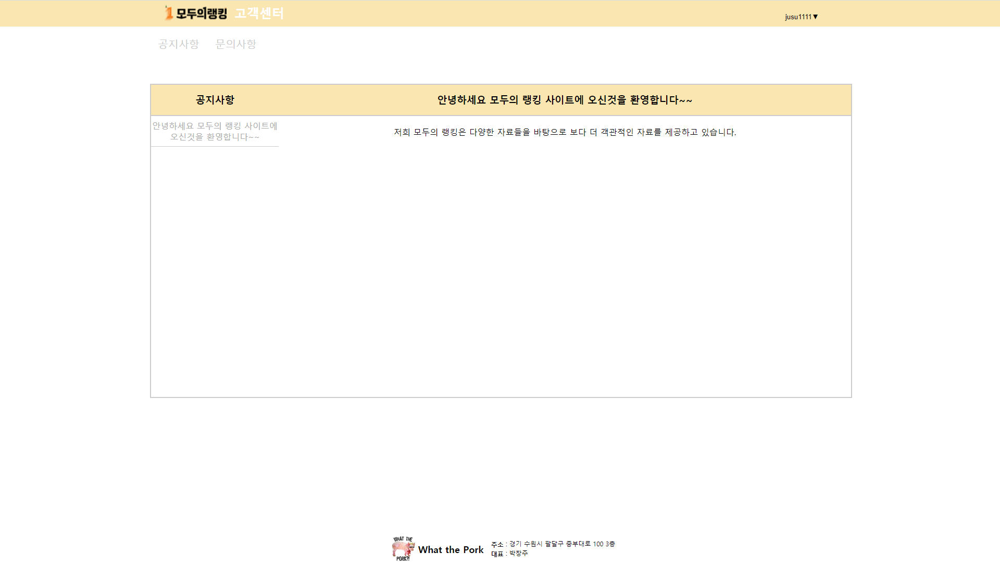 1 모두의랭킹 고객센터
jusu1111▼
공지사항 문의사항
공지사항
안녕하세요 모두의 랭킹 사이트에 오신것을 환영합니다~~
안녕하세요 모두의 랭킹 사이트에
오신것을 환영합니다~~
저희 모두의 랭킹은 다양한 자료들을 바탕으로 보다 더 객관적인 자료를 제공하고 있습니다.
WHAT THE
PORK?!
What the Pork
주소 : 경기 수원시 팔달구 중부대로 100 3층
대표 : 박창주